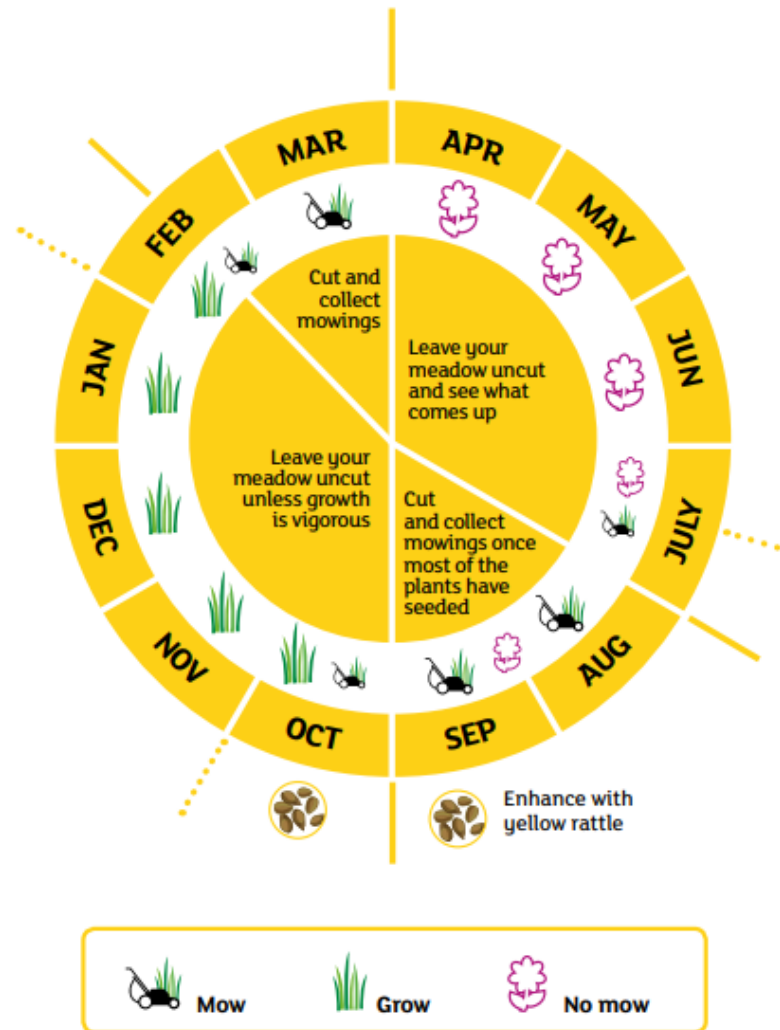 MAR
APR
FEB
MAY
JAN
JUN
DEC
JULY
NOV
AUG
OCT
SEP
Cut and
collect
mowings
Leave your
meadow uncut
and see what
comes up
Leave your
meadow uncut
unless growth
is vigorous
Cut
and collect
mowings once
most of the
plants have
seeded
Enhance with
yellow rattle
Mow
Grow
No mow